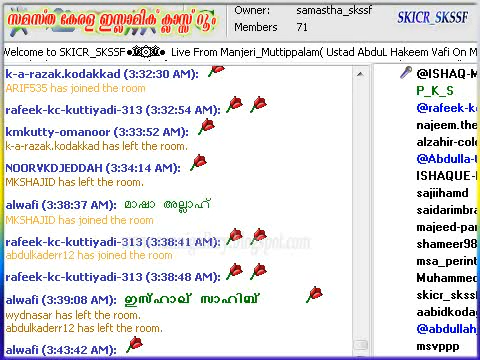 സമസ്ത കേരള ഇസ്ലാമിക് ക്ലാസ്സ് റൂം
Owner: samastha_skssf
Members 71
SKICR_SKSSF
Welcome to SKICR_SKSSF Live From Manjeri_Muttippalam( Ustad AbduL Hakeem Vafi On M
k-a-razak.kodakkad (3:32:30 AM):
ARIF535 has joined the room
rafeek-kc-kuttiyadi-313 (3:32:54 AM):
kmkutty-omanoor (3:33:52 AM):
k-a-razak.kodakkad has left the room.
NOORVKDJEDDAH (3:34:14 AM):
MKSHAJID has left the room.
alwafi (3:38:37 AM): മാഷാ അല്ലാഹ്
MKSHAJID has joined the room
rafeek-kc-kuttiyadi-313 (3:38:41 AM):
abdulkaderr12 has joined the room
rafeek-kc-kuttiyadi-313 (3:38:48 AM):
alwafi (3:39:08 AM): ഇസ്ഹാല് സാഹിബ്
wydnasar has left the room.
abdulkaderr12 has left the room.
alwafi (3:43:42 AM):
@ISHAQ-M
P_K_S
@rafeek-k
najeem.the
alzahir-colo
@Abdulla-
ISHAQUE-
sajiihamd
saidarimbra
majeed-par
shameer98
msa_perint
Muhammed
skicr_skssf
aabidkodag
@abdullah_
msvppp